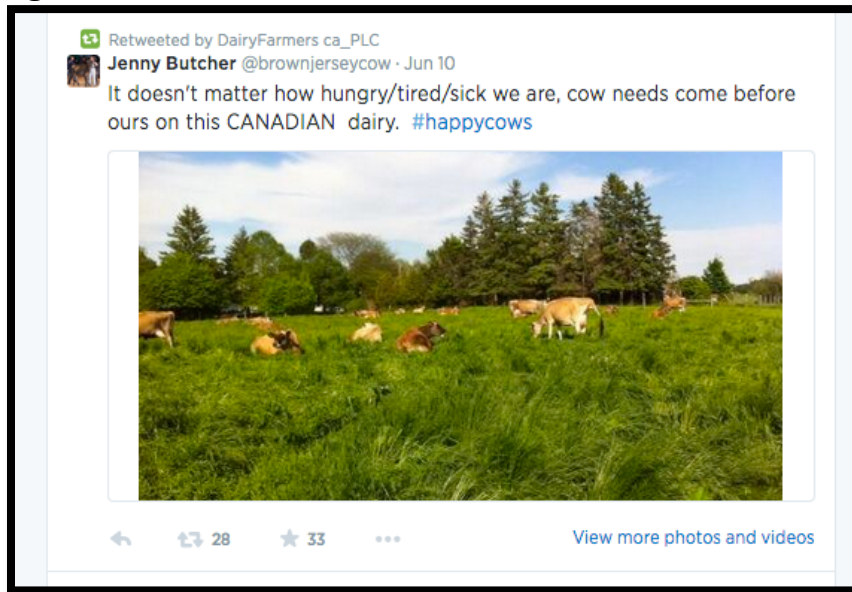 Retweeted by DairyFarmers ca_PLC
Jenny Butcher @brownjerseycow · Jun 10
It doesn't matter how hungry/tired/sick we are, cow needs come before
ours on this CANADIAN dairy. #happycows
28 33 View more photos and videos